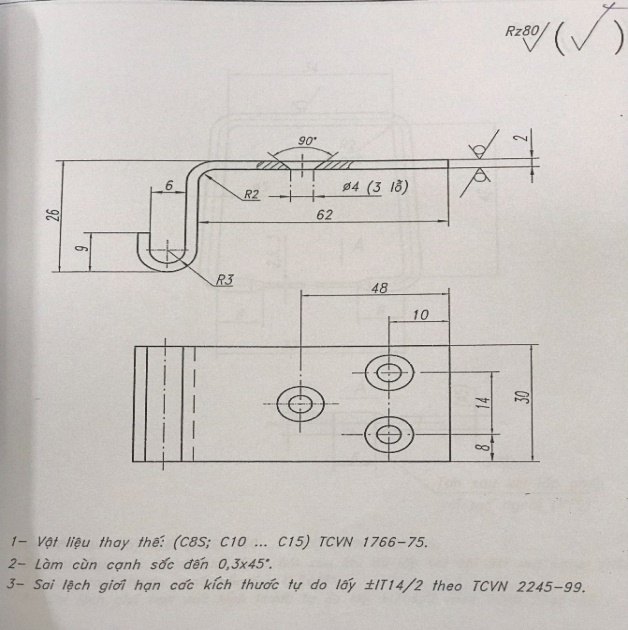 Rz80 ( )
2
90°
6
R2
Ø4 (3 lỗ)
62
26
9
R3
48
10
14
30
8
1- Vật liệu thay thế: (C8S; C10 ... C15) TCVN 1766-75.
2- Làm cùn cạnh sốc đến 0,3x45°.
3- Sai lệch giới hạn các kích thước tự do lấy ±IT14/2 theo TCVN 2245-99.